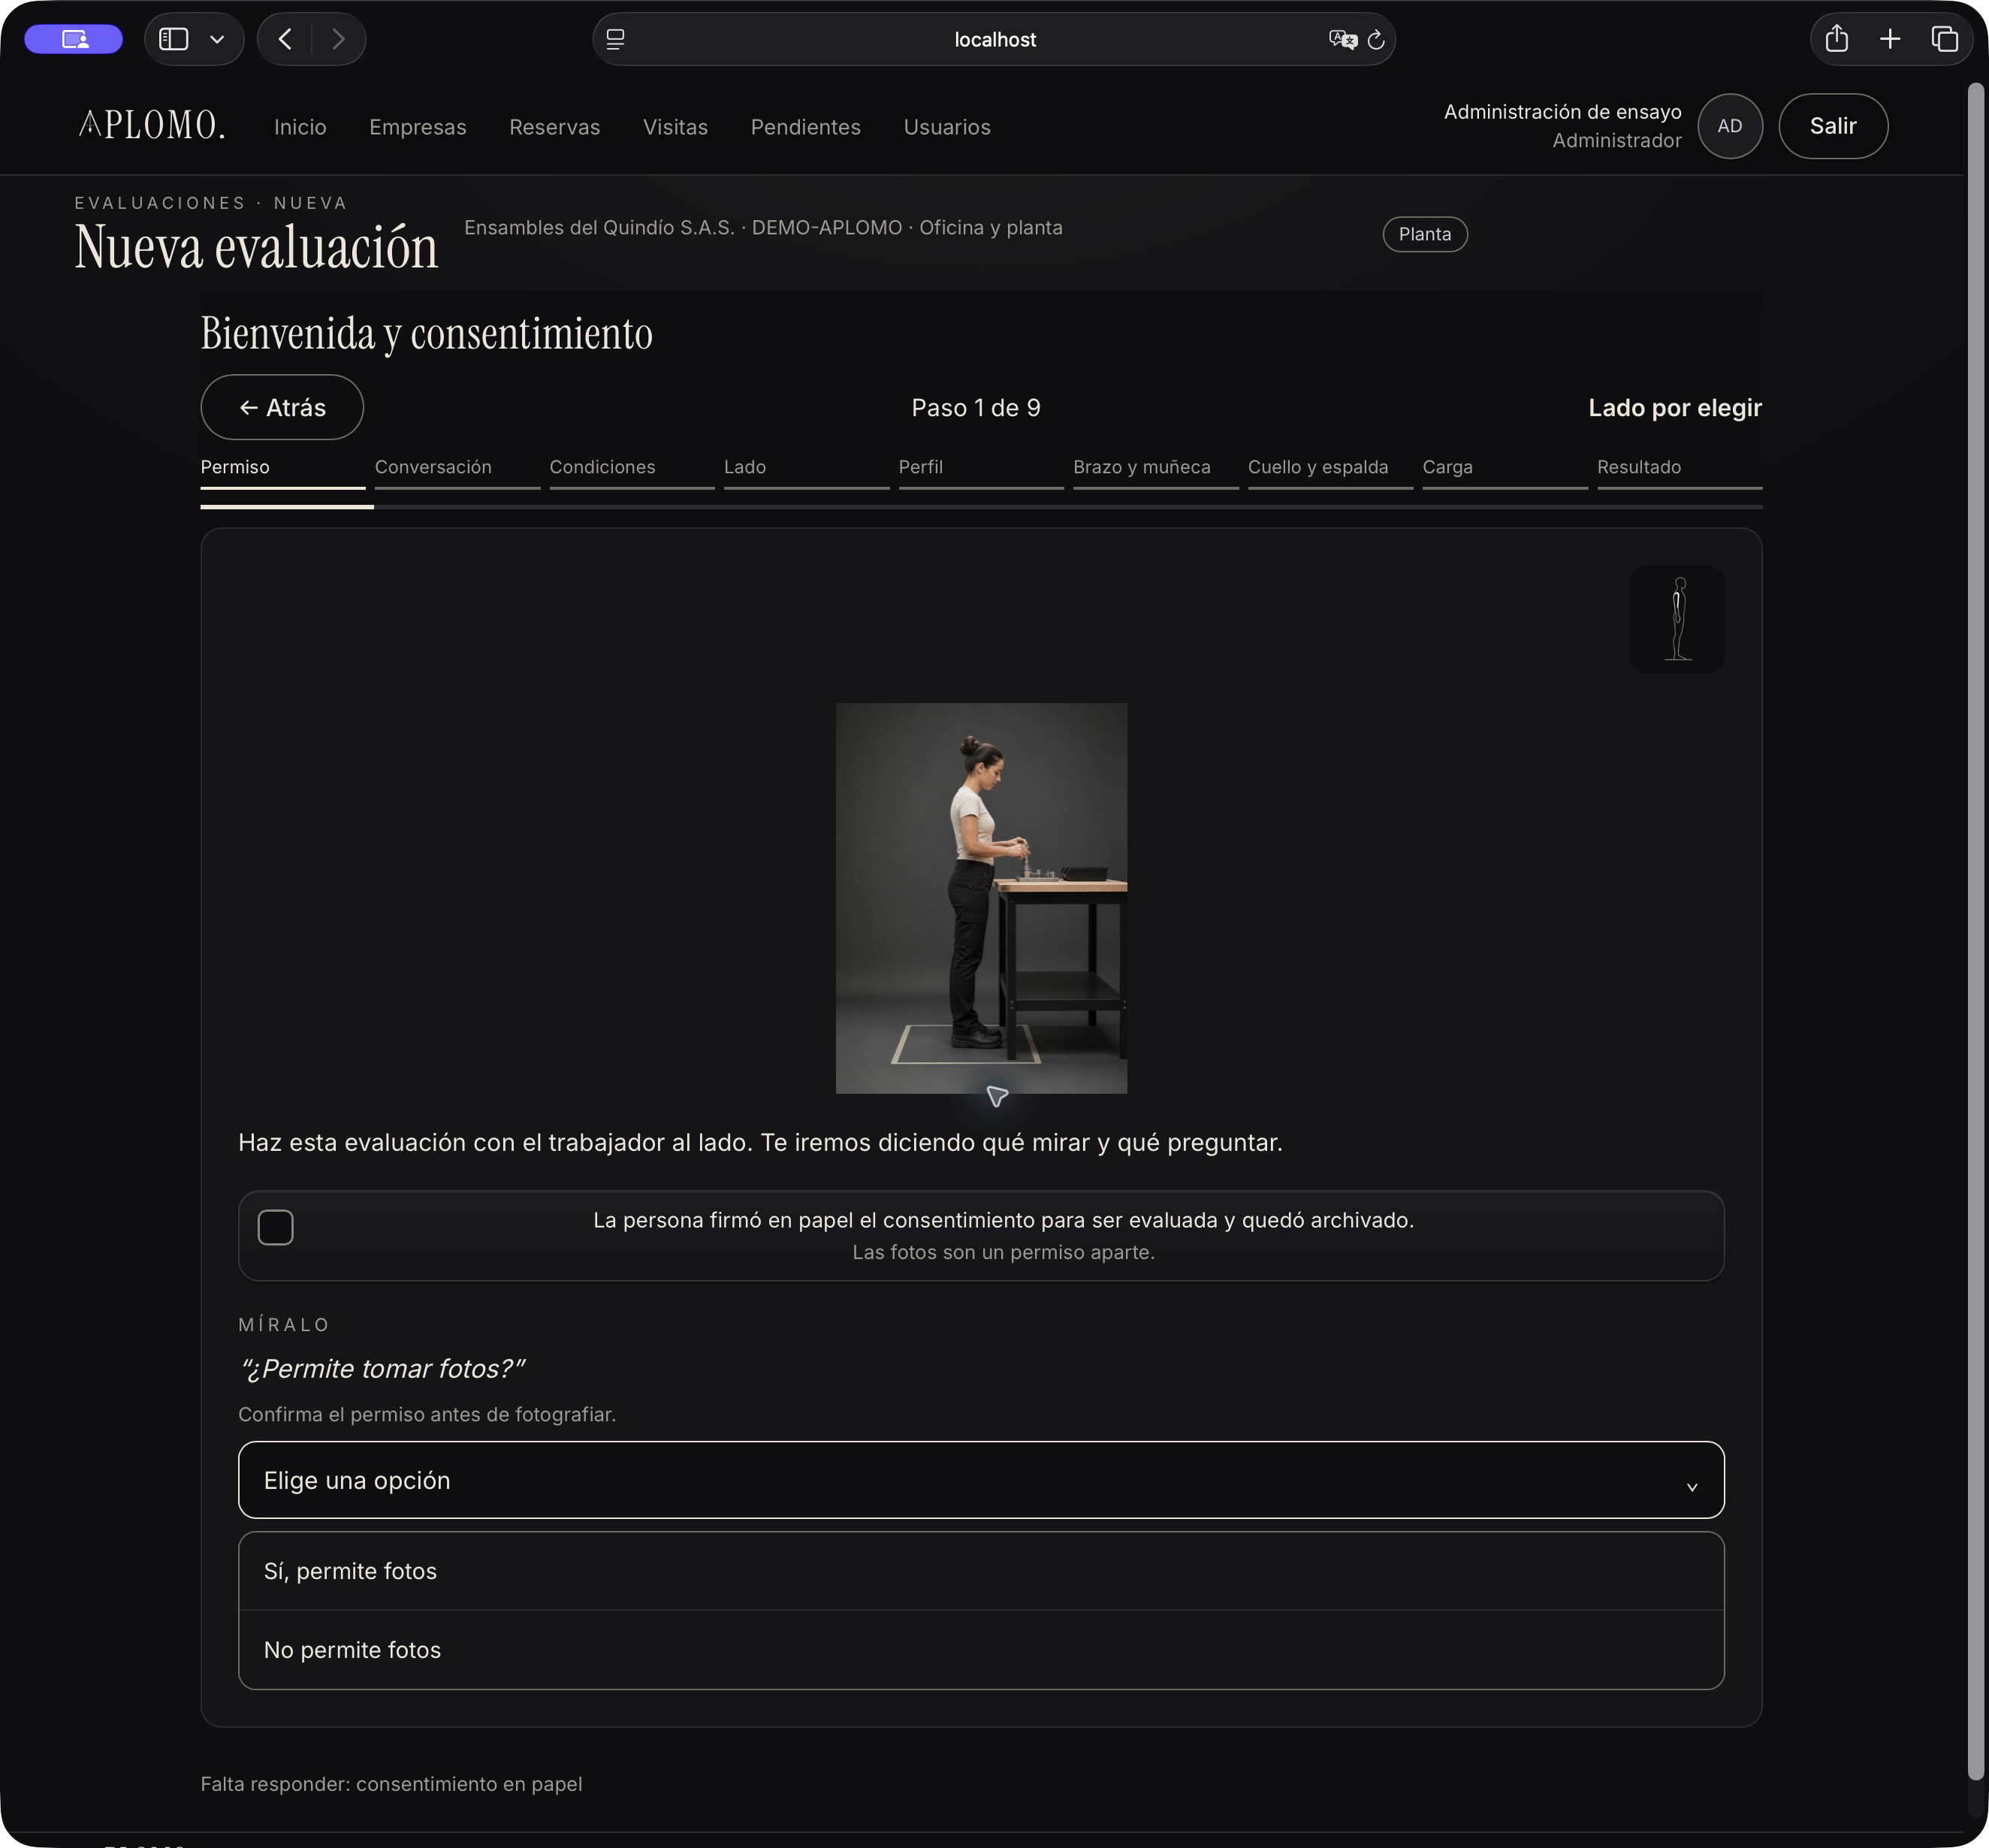 localhost
APLOMO.
Inicio
Empresas
Reservas
Visitas
Pendientes
Usuarios
Administración de ensayo
Administrador
AD
Salir
EVALUACIONES · NUEVA
Nueva evaluación
Ensambles del Quindío S.A.S. · DEMO-APLOMO · Oficina y planta
Planta
Bienvenida y consentimiento
← Atrás
Paso 1 de 9
Lado por elegir
Permiso
Conversación
Condiciones
Lado
Perfil
Brazo y muñeca
Cuello y espalda
Carga
Resultado
Haz esta evaluación con el trabajador al lado. Te iremos diciendo qué mirar y qué preguntar.
La persona firmó en papel el consentimiento para ser evaluada y quedó archivado.
Las fotos son un permiso aparte.
MÍRALO
“¿Permite tomar fotos?”
Confirma el permiso antes de fotografiar.
Elige una opción
Sí, permite fotos
No permite fotos
Falta responder: consentimiento en papel